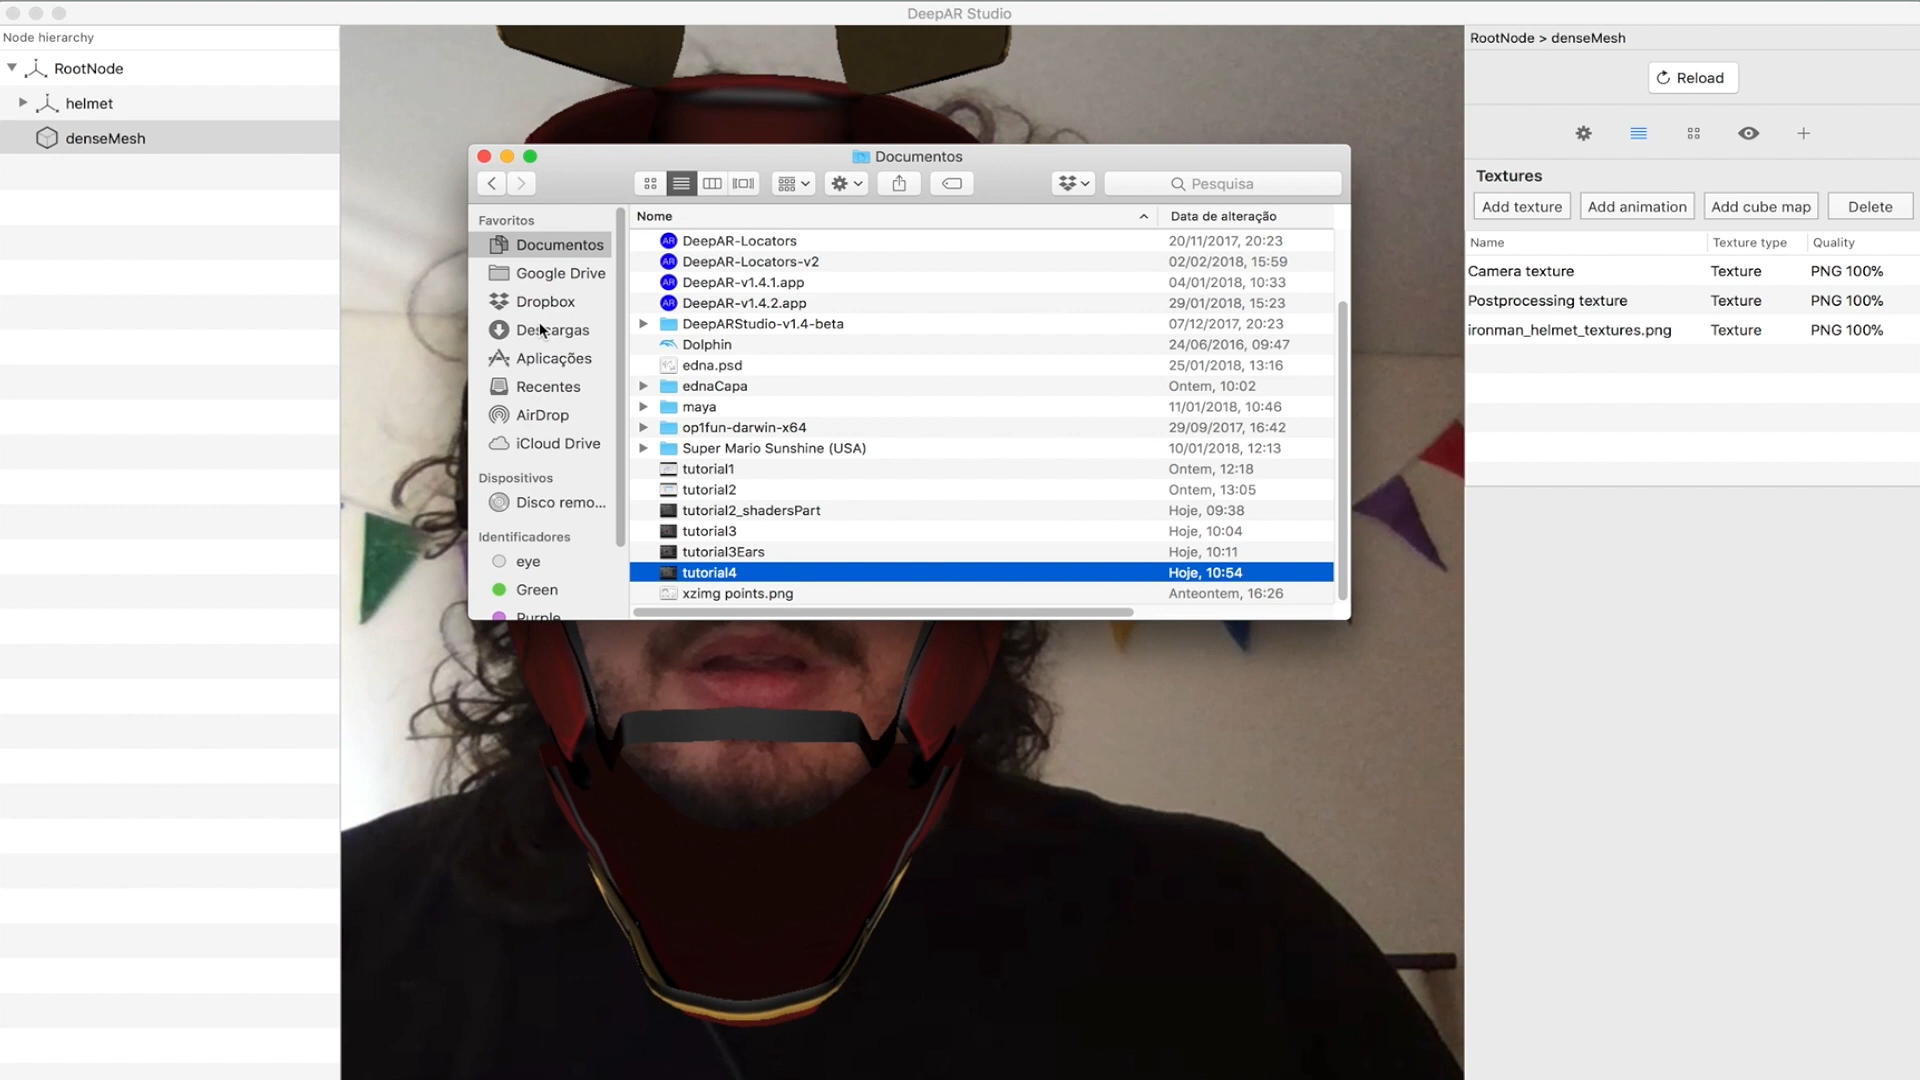 DeepAR Studio
Node hierarchy
RootNode
helmet
denseMesh
Documentos
Pesquisa
Favoritos
Documentos
Google Drive
Dropbox
Descargas
Aplicações
Recentes
AirDrop
iCloud Drive
Dispositivos
Disco remo...
Identificadores
eye
Green
Purple
Nome Data de alteração
DeepAR-Locators 20/11/2017, 20:23
DeepAR-Locators-v2 02/02/2018, 15:59
DeepAR-v1.4.1.app 04/01/2018, 10:33
DeepAR-v1.4.2.app 29/01/2018, 15:23
DeepARStudio-v1.4-beta 07/12/2017, 20:23
Dolphin 24/06/2016, 09:47
edna.psd 25/01/2018, 13:16
ednaCapa Ontem, 10:02
maya 11/01/2018, 10:46
op1fun-darwin-x64 29/09/2017, 16:42
Super Mario Sunshine (USA) 10/01/2018, 12:13
tutorial1 Ontem, 12:18
tutorial2 Ontem, 13:05
tutorial2_shadersPart Hoje, 09:38
tutorial3 Hoje, 10:04
tutorial3Ears Hoje, 10:11
tutorial4 Hoje, 10:54
xzimg points.png Anteontem, 16:26
RootNode > denseMesh
Reload
Textures
Add texture Add animation Add cube map Delete
Name Texture type Quality
Camera texture Texture PNG 100%
Postprocessing texture Texture PNG 100%
ironman_helmet_textures.png Texture PNG 100%